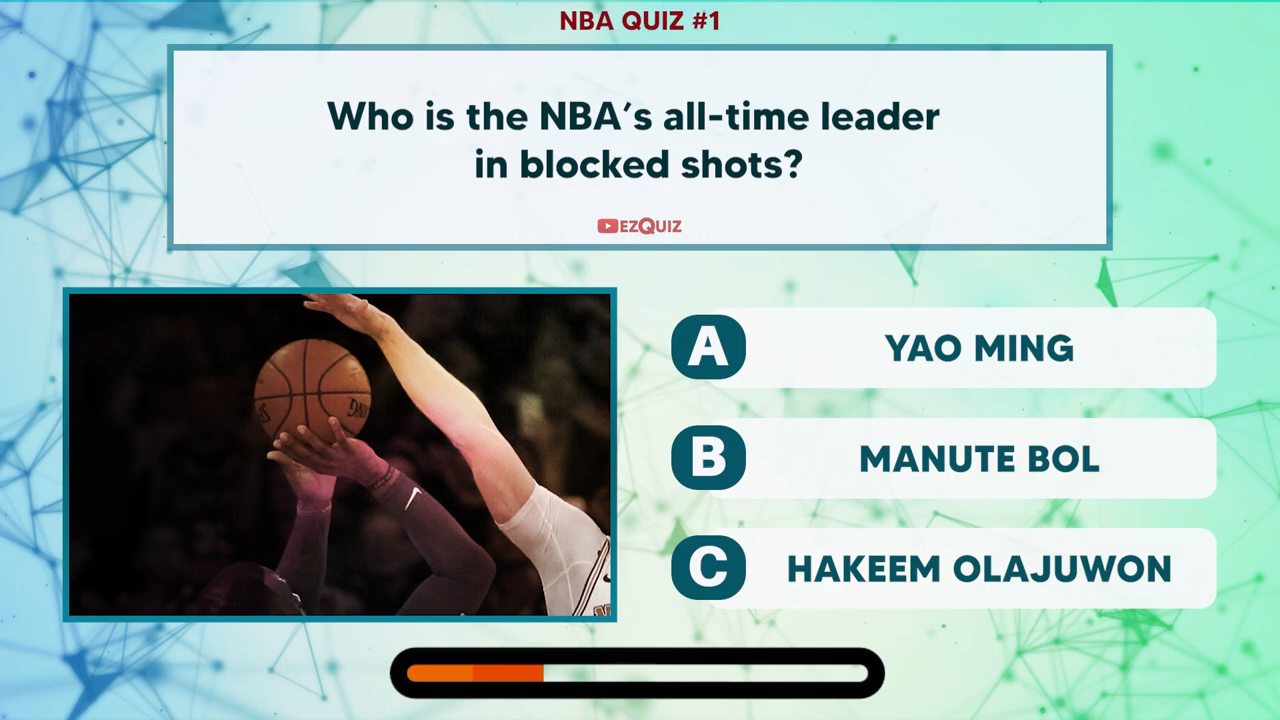 NBA QUIZ #1
Who is the NBA′s all-time leader
in blocked shots?
EZQUIZ
A YAO MING
B MANUTE BOL
C HAKEEM OLAJUWON